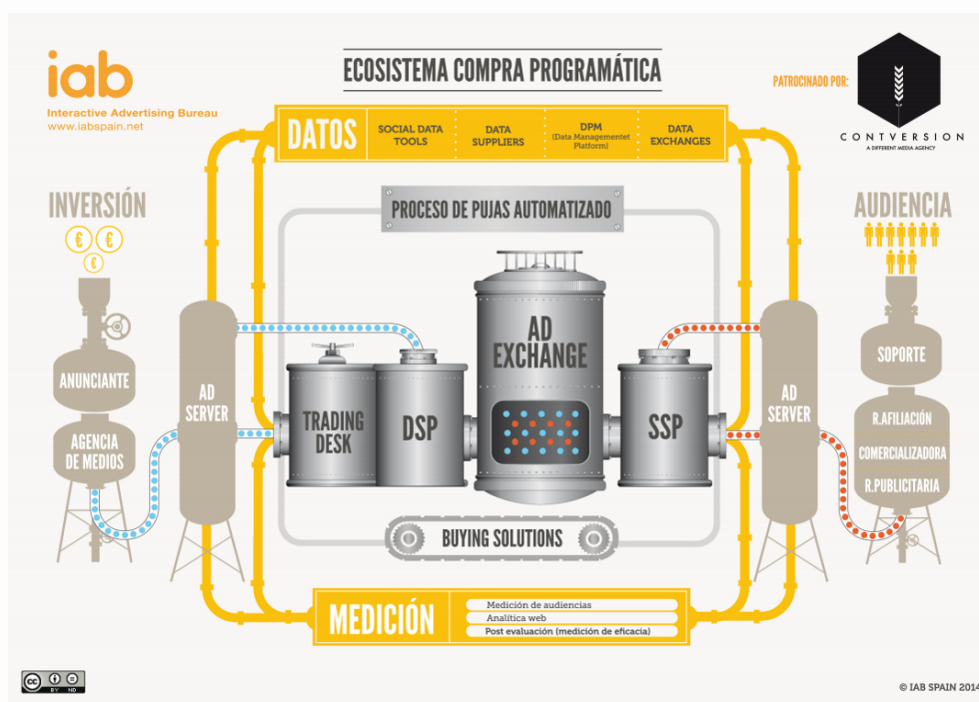 iab
Interactive Advertising Bureau
www.iabspain.net
ECOSISTEMA COMPRA PROGRAMÁTICA
PATROCINADO POR:
CONTVERSION
A DIFFERENT MEDIA AGENCY
DATOS
SOCIAL DATA
TOOLS
DATA
SUPPLIERS
DPM
(Data Managementet
Platform)
DATA
EXCHANGES
INVERSIÓN
€ €
€
PROCESO DE PUJAS AUTOMATIZADO
AUDIENCIA
ANUNCIANTE
AGENCIA
DE MEDIOS
AD
SERVER
TRADING
DESK
DSP
AD
EXCHANGE
SSP
AD
SERVER
SOPORTE
R.AFILIACIÓN
COMERCIALIZADORA
R.PUBLICITARIA
BUYING SOLUTIONS
MEDICIÓN
Medición de audiencias
Analítica web
Post evaluación (medición de eficacia)
cc
BY ND
© IAB SPAIN 2014